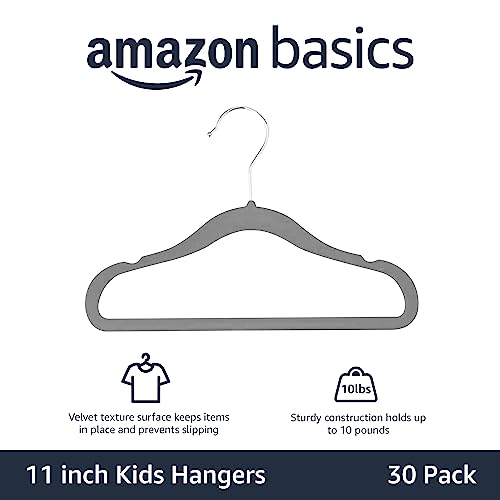 amazon basics
Velvet texture surface keeps items
in place and prevents slipping
10lbs
Sturdy construction holds up
to 10 pounds
11 inch Kids Hangers
30 Pack